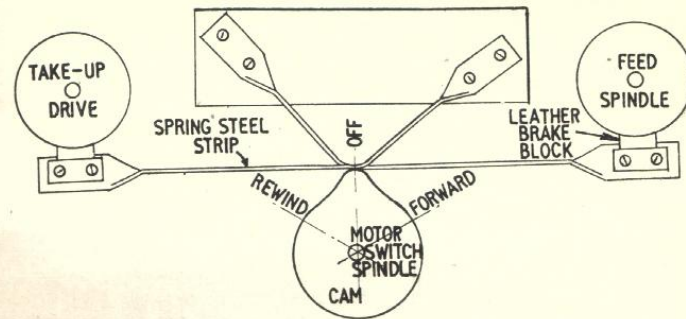 TAKE-UP
DRIVE
SPRING STEEL
STRIP
OFF
FEED
SPINDLE
LEATHER
BRAKE
BLOCK
REWIND
FORWARD
MOTOR
SWITCH
SPINDLE
CAM